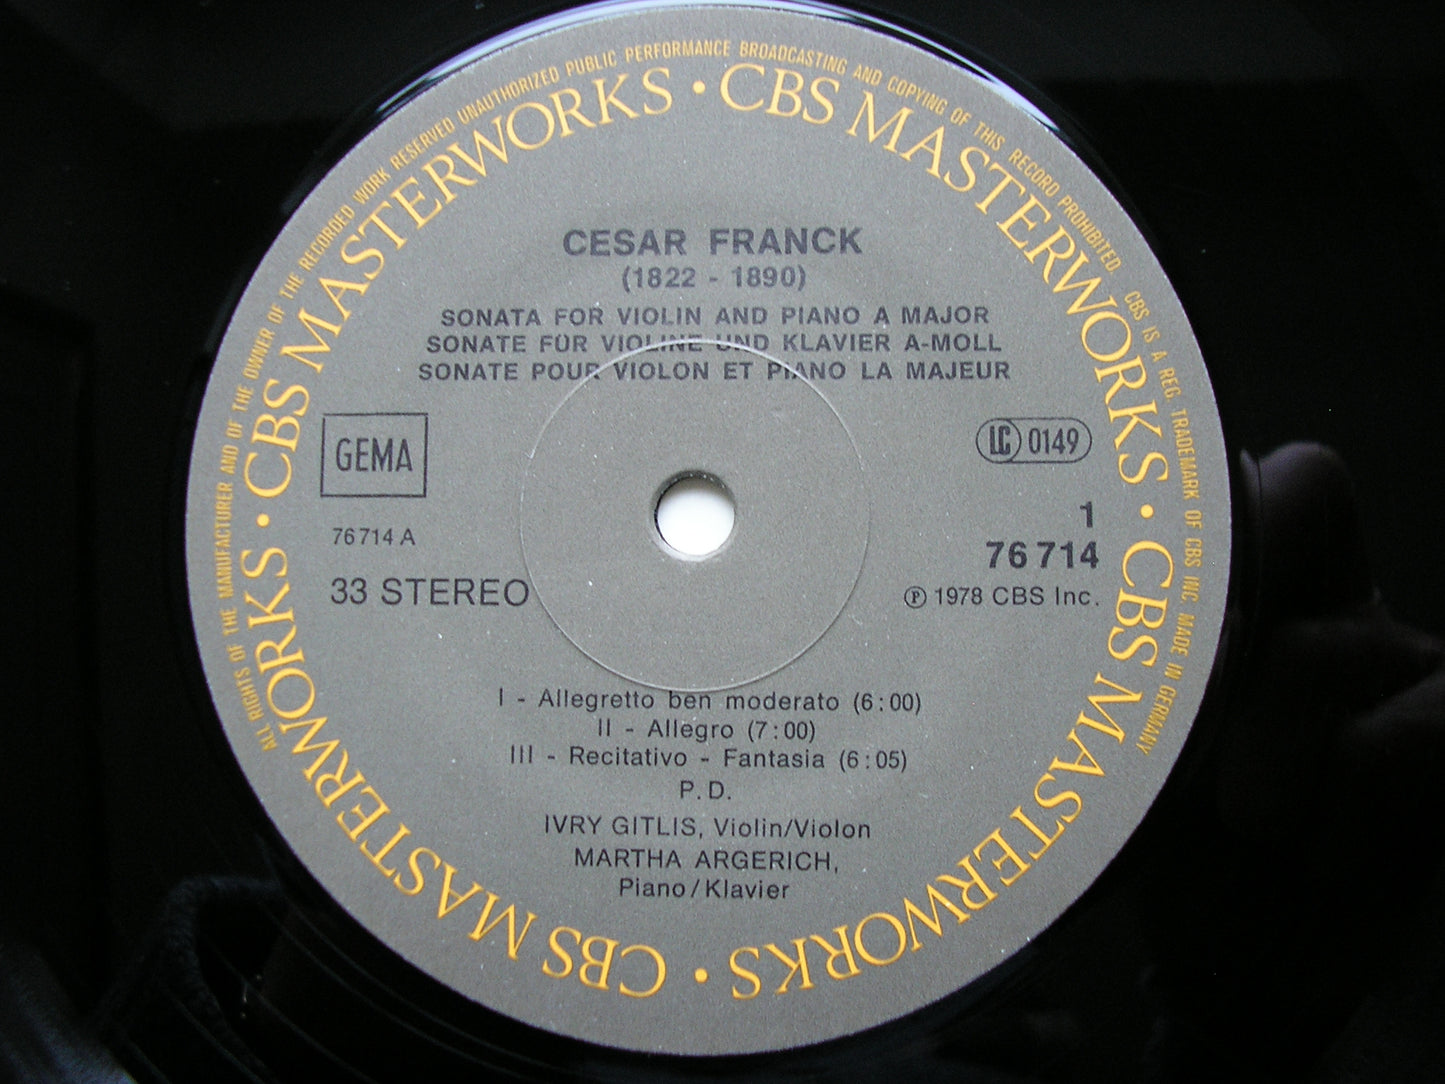 ALL RIGHTS OF THE MANUFACTURER AND OF THE OWNER OF THE RECORDED WORK RESERVED UNAUTHORIZED PUBLIC PERFORMANCE BROADCASTING AND COPYING OF THIS RECORD PROHIBITED. CBS IS A REG. TRADEMARK OF CBS INC. MADE IN GERMANY
CBS MASTERWORKS · CBS MASTERWORKS · CBS MASTERWORKS · CBS MASTERWORKS · CBS MASTERWORKS ·
CESAR FRANCK
(1822 - 1890)
SONATA FOR VIOLIN AND PIANO A MAJOR
SONATE FÜR VIOLINE UND KLAVIER A-MOLL
SONATE POUR VIOLON ET PIANO LA MAJEUR
GEMA
LC 0149
76 714 A
1
76 714
33 STEREO
℗ 1978 CBS Inc.
I - Allegretto ben moderato (6:00)
II - Allegro (7:00)
III - Recitativo - Fantasia (6:05)
P.D.
IVRY GITLIS, Violin/Violon
MARTHA ARGERICH,
Piano/Klavier